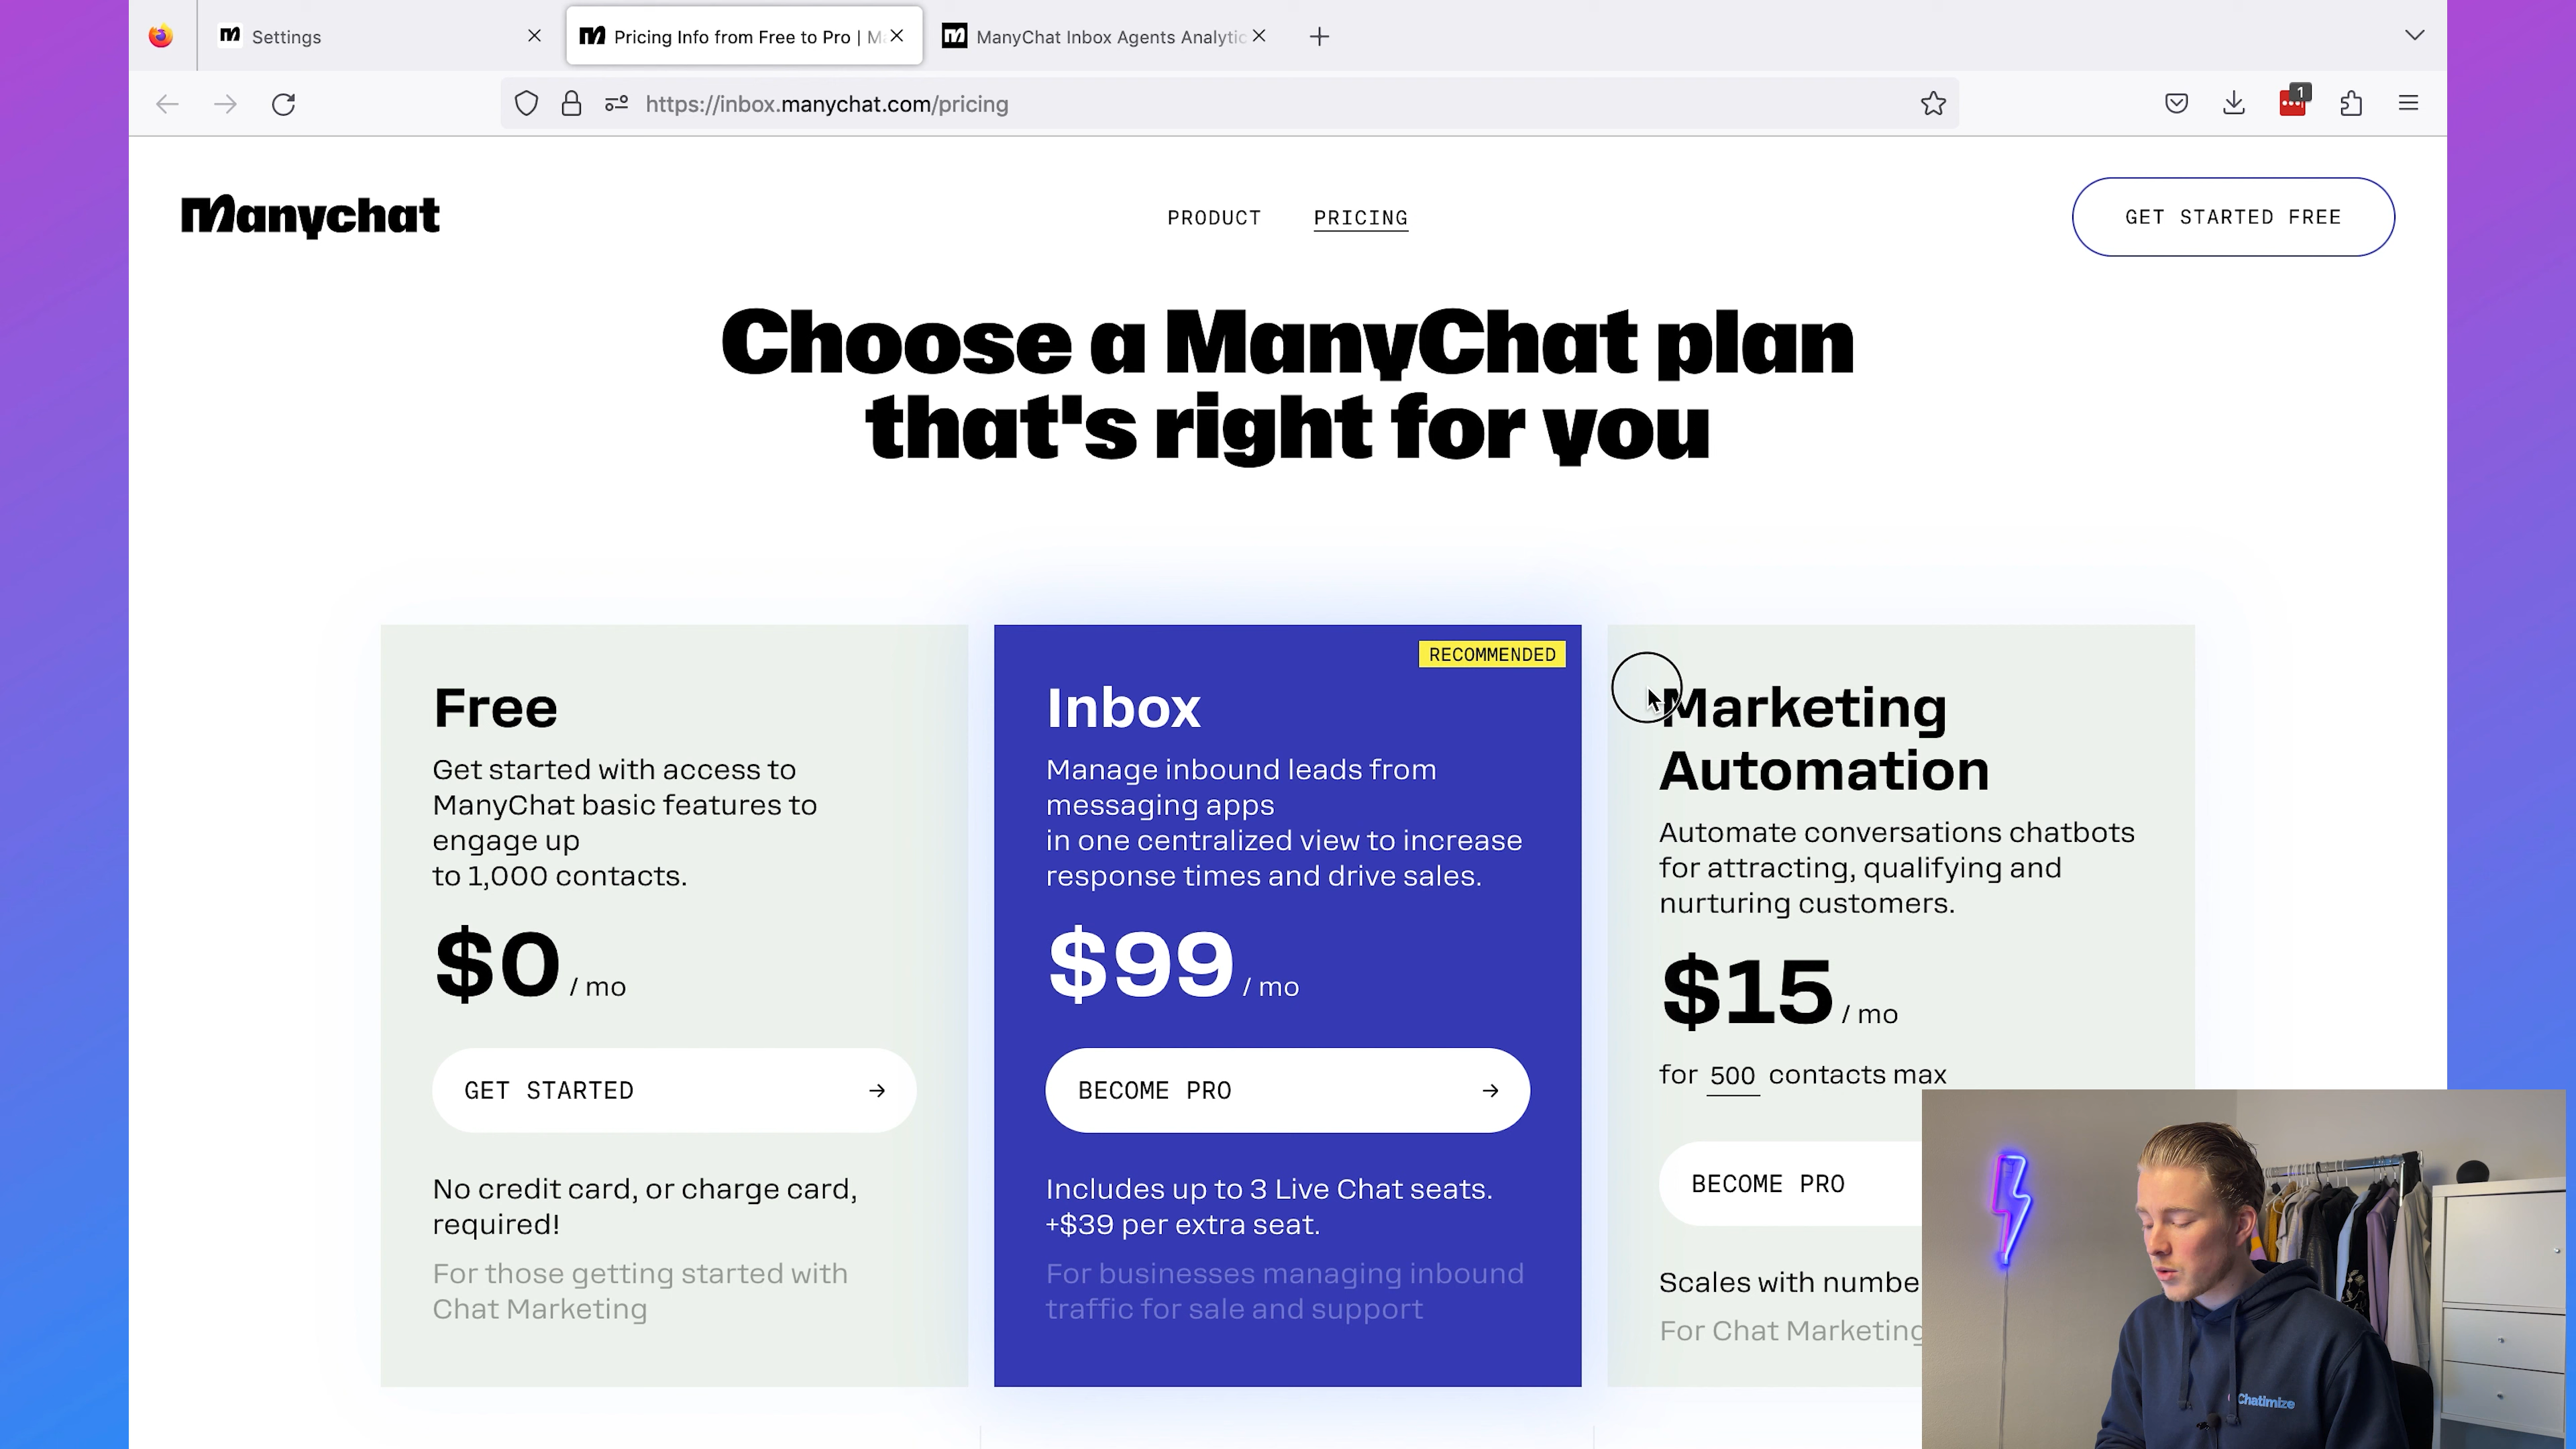 Settings
Pricing Info from Free to Pro | M
ManyChat Inbox Agents Analytic
1
https://inbox.manychat.com/pricing
Manychat
PRODUCT
PRICING
GET STARTED FREE
Choose a ManyChat plan
that's right for you
Free
Get started with access to
ManyChat basic features to
engage up
to 1,000 contacts.
$0 / mo
GET STARTED →
No credit card, or charge card,
required!
For those getting started with
Chat Marketing
RECOMMENDED
Inbox
Manage inbound leads from
messaging apps
in one centralized view to increase
response times and drive sales.
$99 / mo
BECOME PRO →
Includes up to 3 Live Chat seats.
+$39 per extra seat.
For businesses managing inbound
traffic for sale and support
Marketing
Automation
Automate conversations chatbots
for attracting, qualifying and
nurturing customers.
$15 / mo
for 500 contacts max
BECOME PRO
Scales with numbe
For Chat Marketing
Chatimize